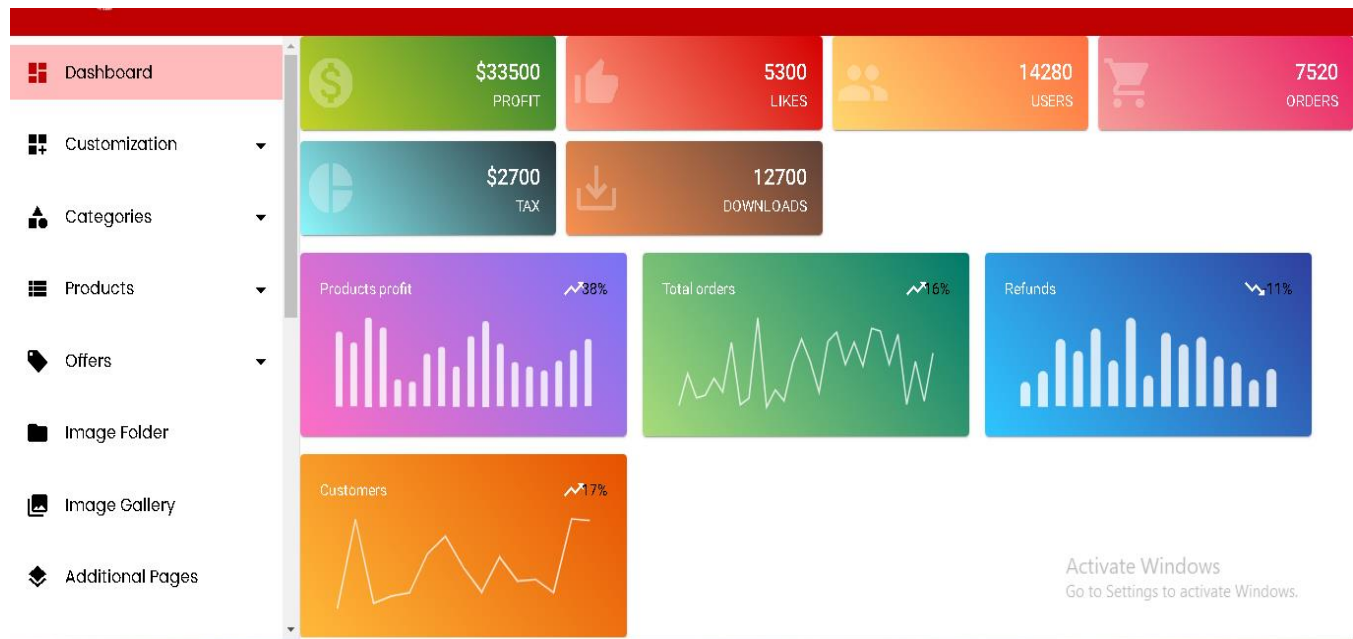 Dashboard
Customization
Categories
Products
Offers
Image Folder
Image Gallery
Additional Pages
$33500
PROFIT
5300
LIKES
14280
USERS
7520
ORDERS
$2700
TAX
12700
DOWNLOADS
Products profit
38%
Total orders
16%
Refunds
11%
Customers
17%
Activate Windows
Go to Settings to activate Windows.